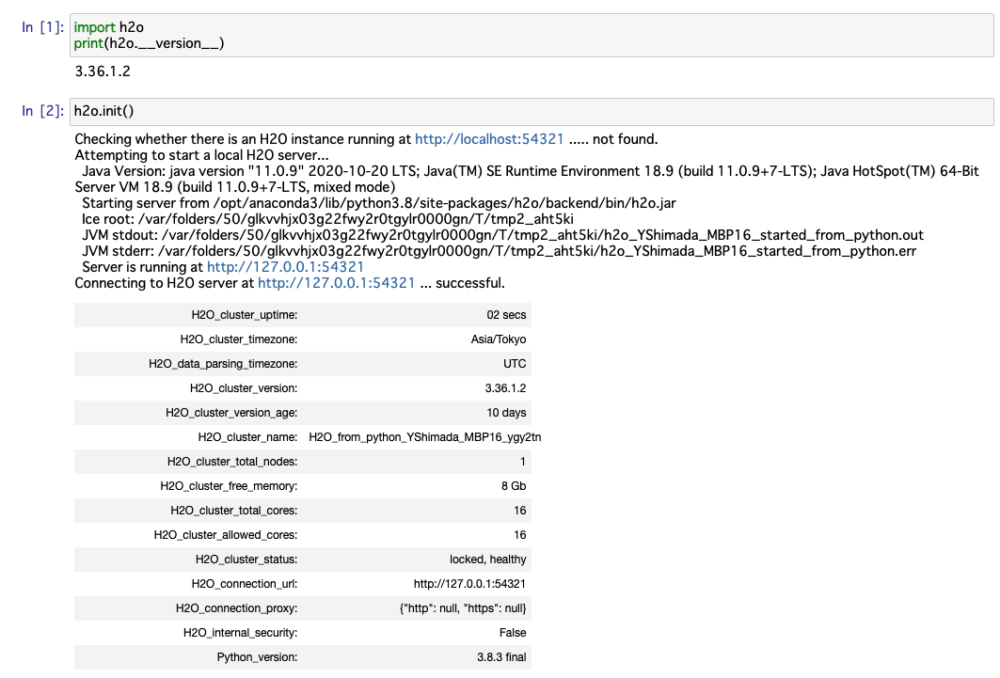 In [1]: import h2o
print(h2o.__version__)
3.36.1.2
In [2]: h2o.init()
Checking whether there is an H2O instance running at http://localhost:54321 ..... not found.
Attempting to start a local H2O server...
Java Version: java version "11.0.9" 2020-10-20 LTS; Java(TM) SE Runtime Environment 18.9 (build 11.0.9+7-LTS); Java HotSpot(TM) 64-Bit
Server VM 18.9 (build 11.0.9+7-LTS, mixed mode)
Starting server from /opt/anaconda3/lib/python3.8/site-packages/h2o/backend/bin/h2o.jar
Ice root: /var/folders/50/glkvvhjx03g22fwy2r0tgylr0000gn/T/tmp2_aht5ki
JVM stdout: /var/folders/50/glkvvhjx03g22fwy2r0tgylr0000gn/T/tmp2_aht5ki/h2o_YShimada_MBP16_started_from_python.out
JVM stderr: /var/folders/50/glkvvhjx03g22fwy2r0tgylr0000gn/T/tmp2_aht5ki/h2o_YShimada_MBP16_started_from_python.err
Server is running at http://127.0.0.1:54321
Connecting to H2O server at http://127.0.0.1:54321 ... successful.
H2O_cluster_uptime: 02 secs
H2O_cluster_timezone: Asia/Tokyo
H2O_data_parsing_timezone: UTC
H2O_cluster_version: 3.36.1.2
H2O_cluster_version_age: 10 days
H2O_cluster_name: H2O_from_python_YShimada_MBP16_ygy2tn
H2O_cluster_total_nodes: 1
H2O_cluster_free_memory: 8 Gb
H2O_cluster_total_cores: 16
H2O_cluster_allowed_cores: 16
H2O_cluster_status: locked, healthy
H2O_connection_url: http://127.0.0.1:54321
H2O_connection_proxy: {"http": null, "https": null}
H2O_internal_security: False
Python_version: 3.8.3 final